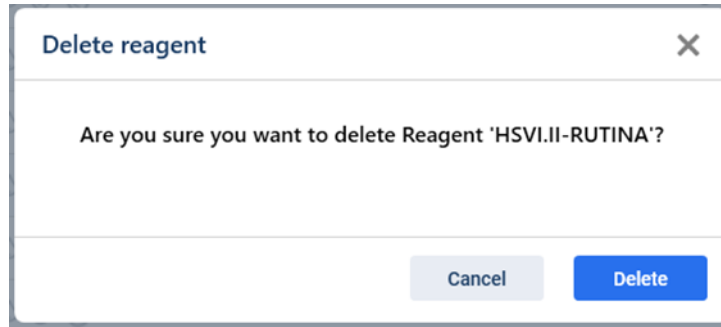 Delete reagent
Are you sure you want to delete Reagent 'HSVI.II-RUTINA'?
Cancel
Delete